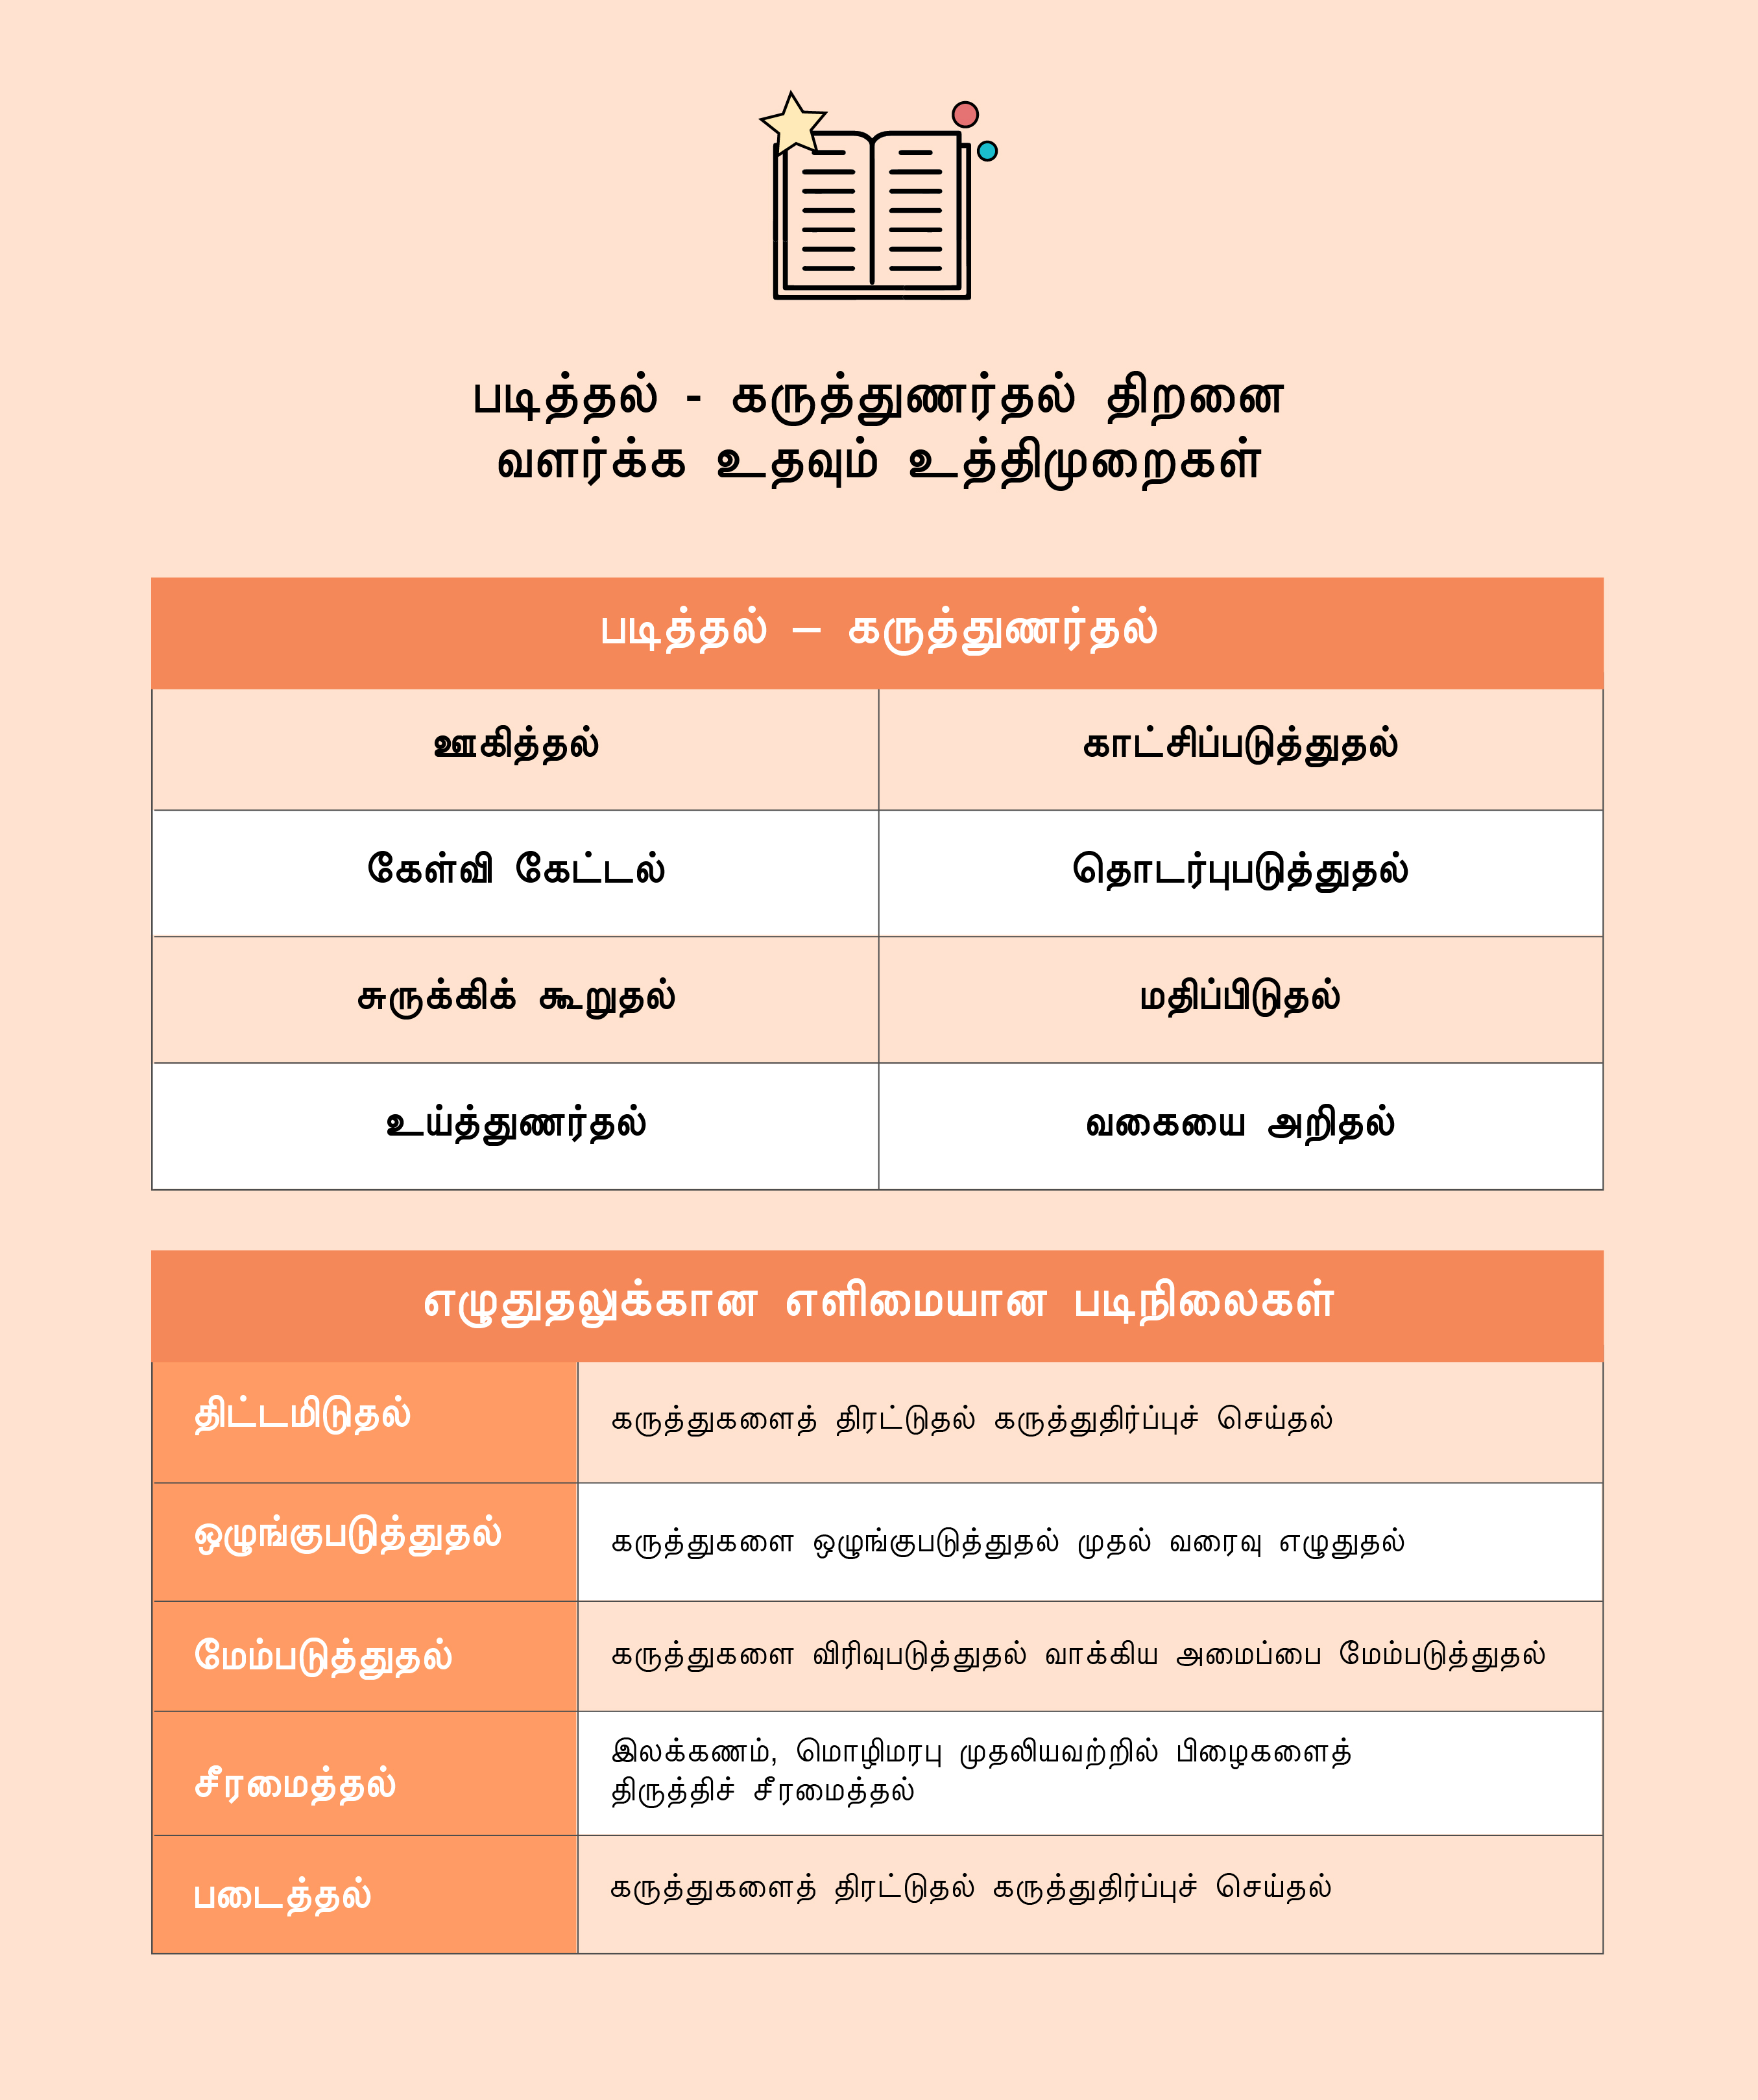 படித்தல் - கருத்துணர்தல் திறனை
வளர்க்க உதவும் உத்திமுறைகள்
படித்தல் – கருத்துணர்தல்
ஊகித்தல் காட்சிப்படுத்துதல்
கேள்வி கேட்டல் தொடர்புபடுத்துதல்
சுருக்கிக் கூறுதல் மதிப்பிடுதல்
உய்த்துணர்தல் வகையை அறிதல்
எழுதுதலுக்கான எளிமையான படிநிலைகள்
திட்டமிடுதல் கருத்துகளைத் திரட்டுதல் கருத்துதிர்ப்புச் செய்தல்
ஒழுங்குபடுத்துதல் கருத்துகளை ஒழுங்குபடுத்துதல் முதல் வரைவு எழுதுதல்
மேம்படுத்துதல் கருத்துகளை விரிவுபடுத்துதல் வாக்கிய அமைப்பை மேம்படுத்துதல்
சீரமைத்தல் இலக்கணம், மொழிமரபு முதலியவற்றில் பிழைகளைத்
திருத்திச் சீரமைத்தல்
படைத்தல் கருத்துகளைத் திரட்டுதல் கருத்துதிர்ப்புச் செய்தல்